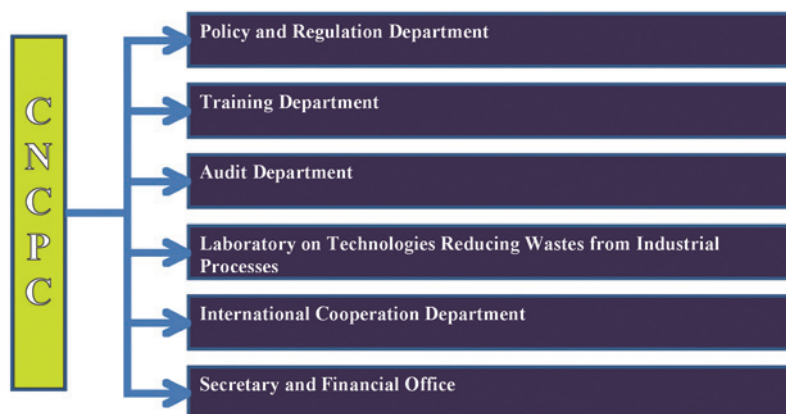 CNCPC
Policy and Regulation Department
Training Department
Audit Department
Laboratory on Technologies Reducing Wastes from Industrial
Processes
International Cooperation Department
Secretary and Financial Office